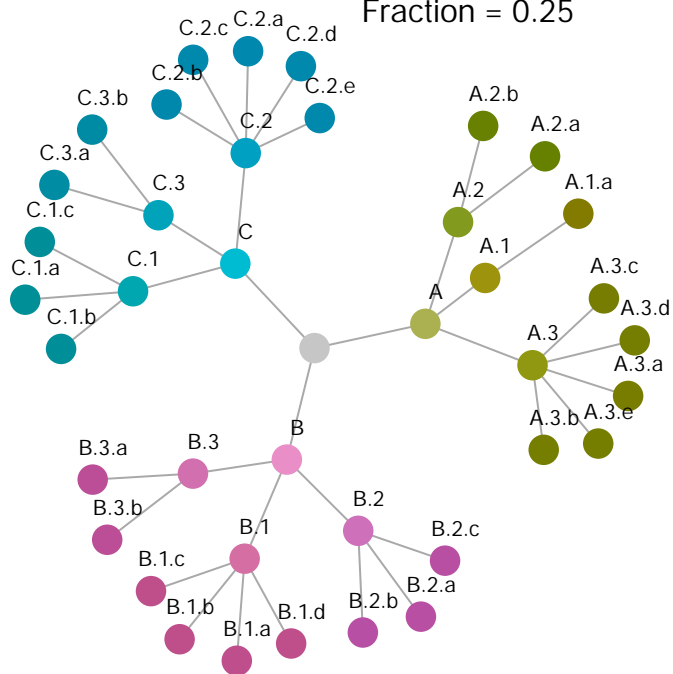 Fraction = 0.25
C.2.c
C.2.a
C.2.d
C.2.b
C.2.e
C.3.b
C.2
A.2.b
A.2.a
C.3.a
C.3
A.2
A.1.a
C.1.c
C
A.1
C.1.a
C.1
A
A.3.c
C.1.b
A.3.d
A.3
A.3.a
A.3.b
A.3.e
B
B.3.a
B.3
B.3.b
B.2
B.1
B.2.c
B.1.c
B.2.a
B.1.b
B.2.b
B.1.d
B.1.a